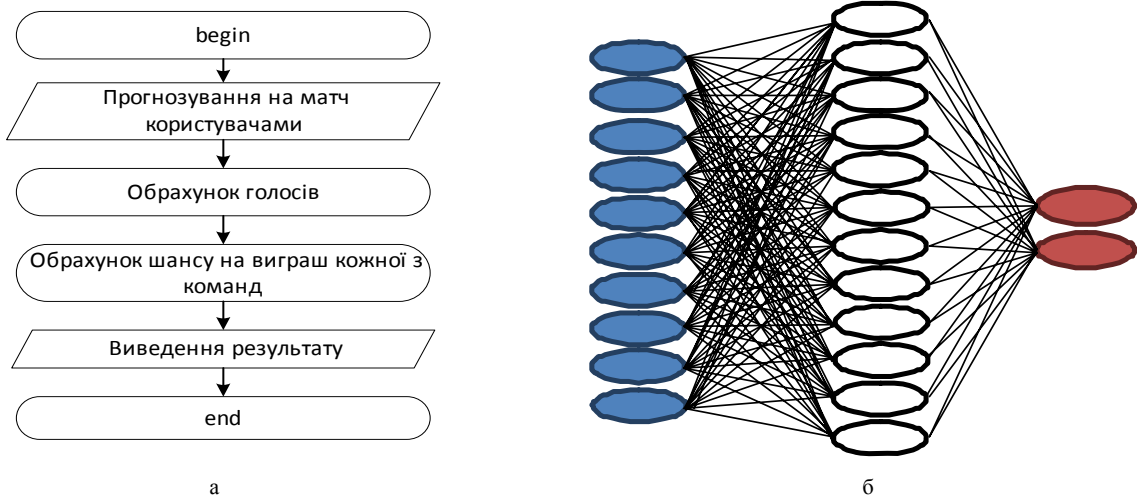 begin
Прогнозування на матч
користувачами
Обрахунок голосів
Обрахунок шансу на виграш кожної з
команд
Виведення результату
end
а
б